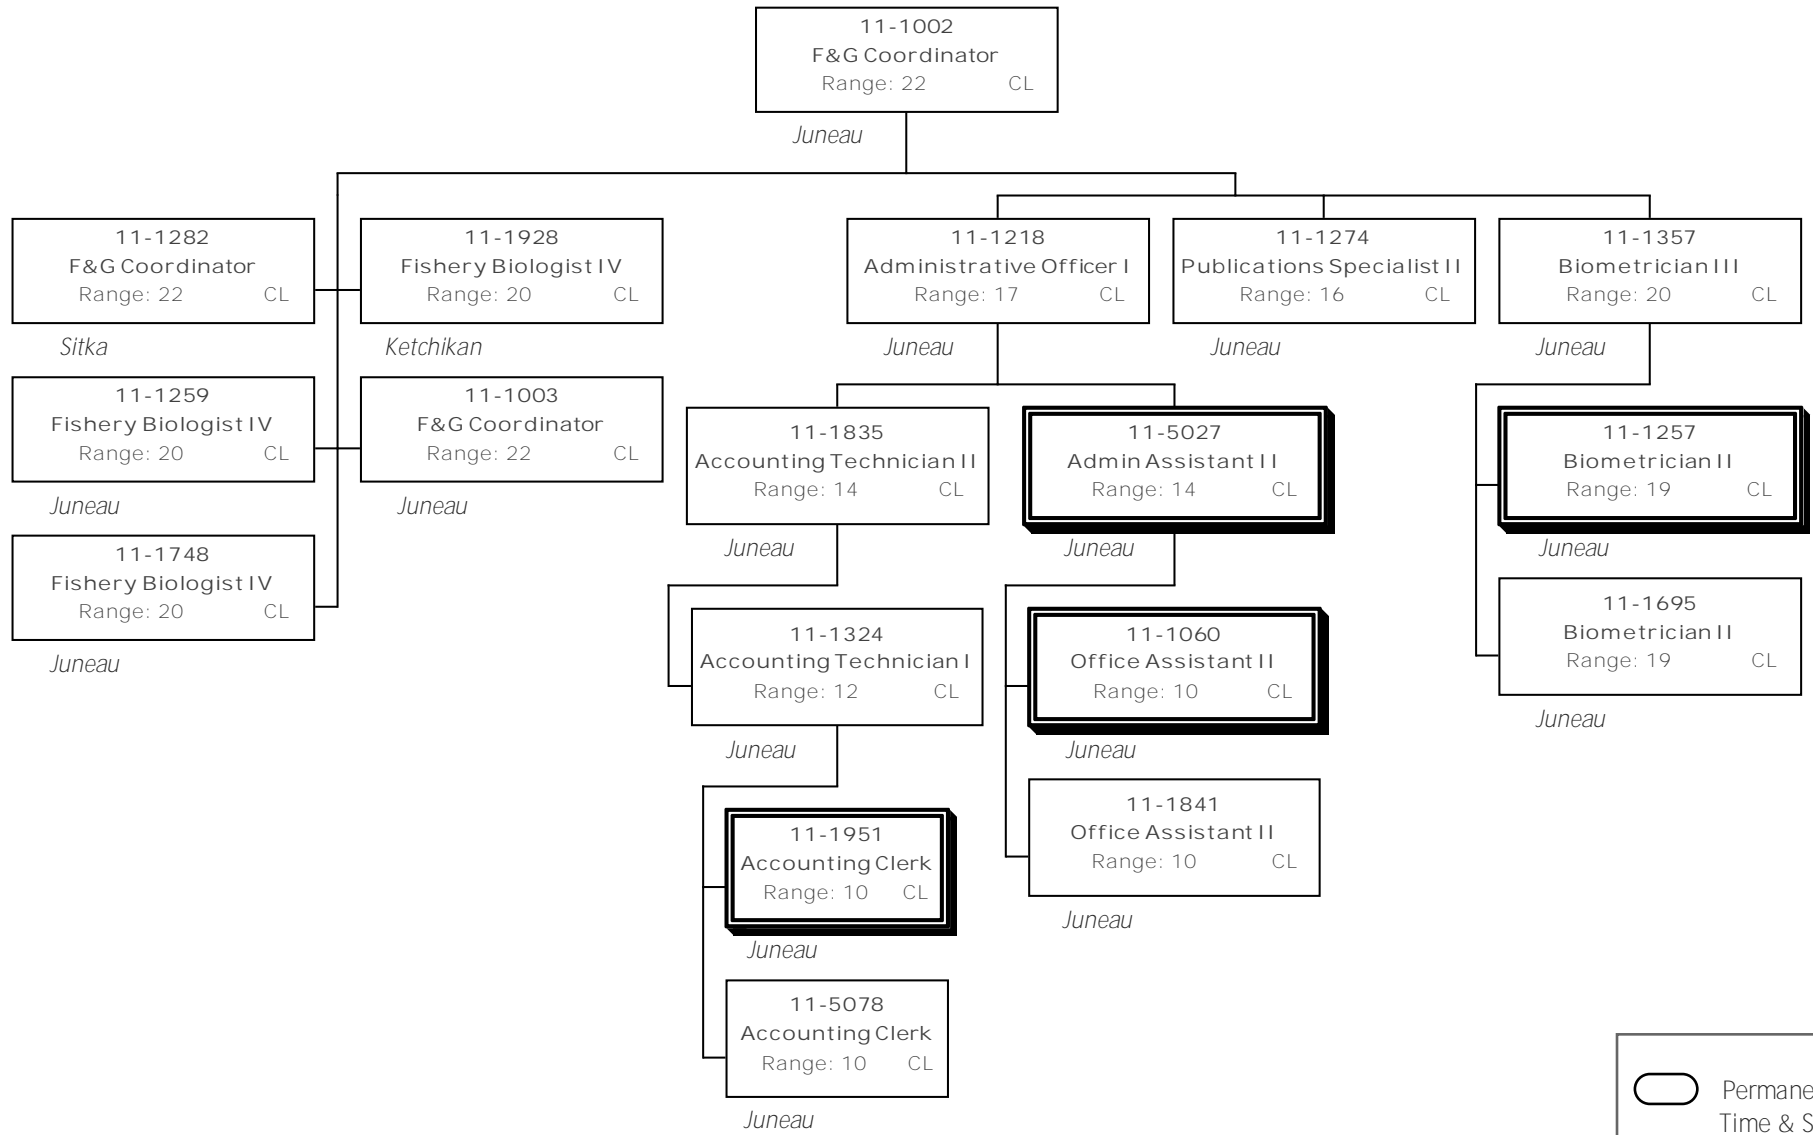 11-1002
F&G Coordinator
Range: 22 CL
Juneau
11-1282
F&G Coordinator
Range: 22 CL
Sitka
11-1928
Fishery Biologist IV
Range: 20 CL
Ketchikan
11-1259
Fishery Biologist IV
Range: 20 CL
Juneau
11-1003
F&G Coordinator
Range: 22 CL
Juneau
11-1748
Fishery Biologist IV
Range: 20 CL
Juneau
11-1218
Administrative Officer I
Range: 17 CL
Juneau
11-1274
Publications Specialist II
Range: 16 CL
Juneau
11-1357
Biometrician III
Range: 20 CL
Juneau
11-1835
Accounting Technician II
Range: 14 CL
Juneau
11-5027
Admin Assistant II
Range: 14 CL
Juneau
11-1257
Biometrician II
Range: 19 CL
Juneau
11-1324
Accounting Technician I
Range: 12 CL
Juneau
11-1060
Office Assistant II
Range: 10 CL
Juneau
11-1695
Biometrician II
Range: 19 CL
Juneau
11-1951
Accounting Clerk
Range: 10 CL
Juneau
11-1841
Office Assistant II
Range: 10 CL
Juneau
11-5078
Accounting Clerk
Range: 10 CL
Juneau
Time &